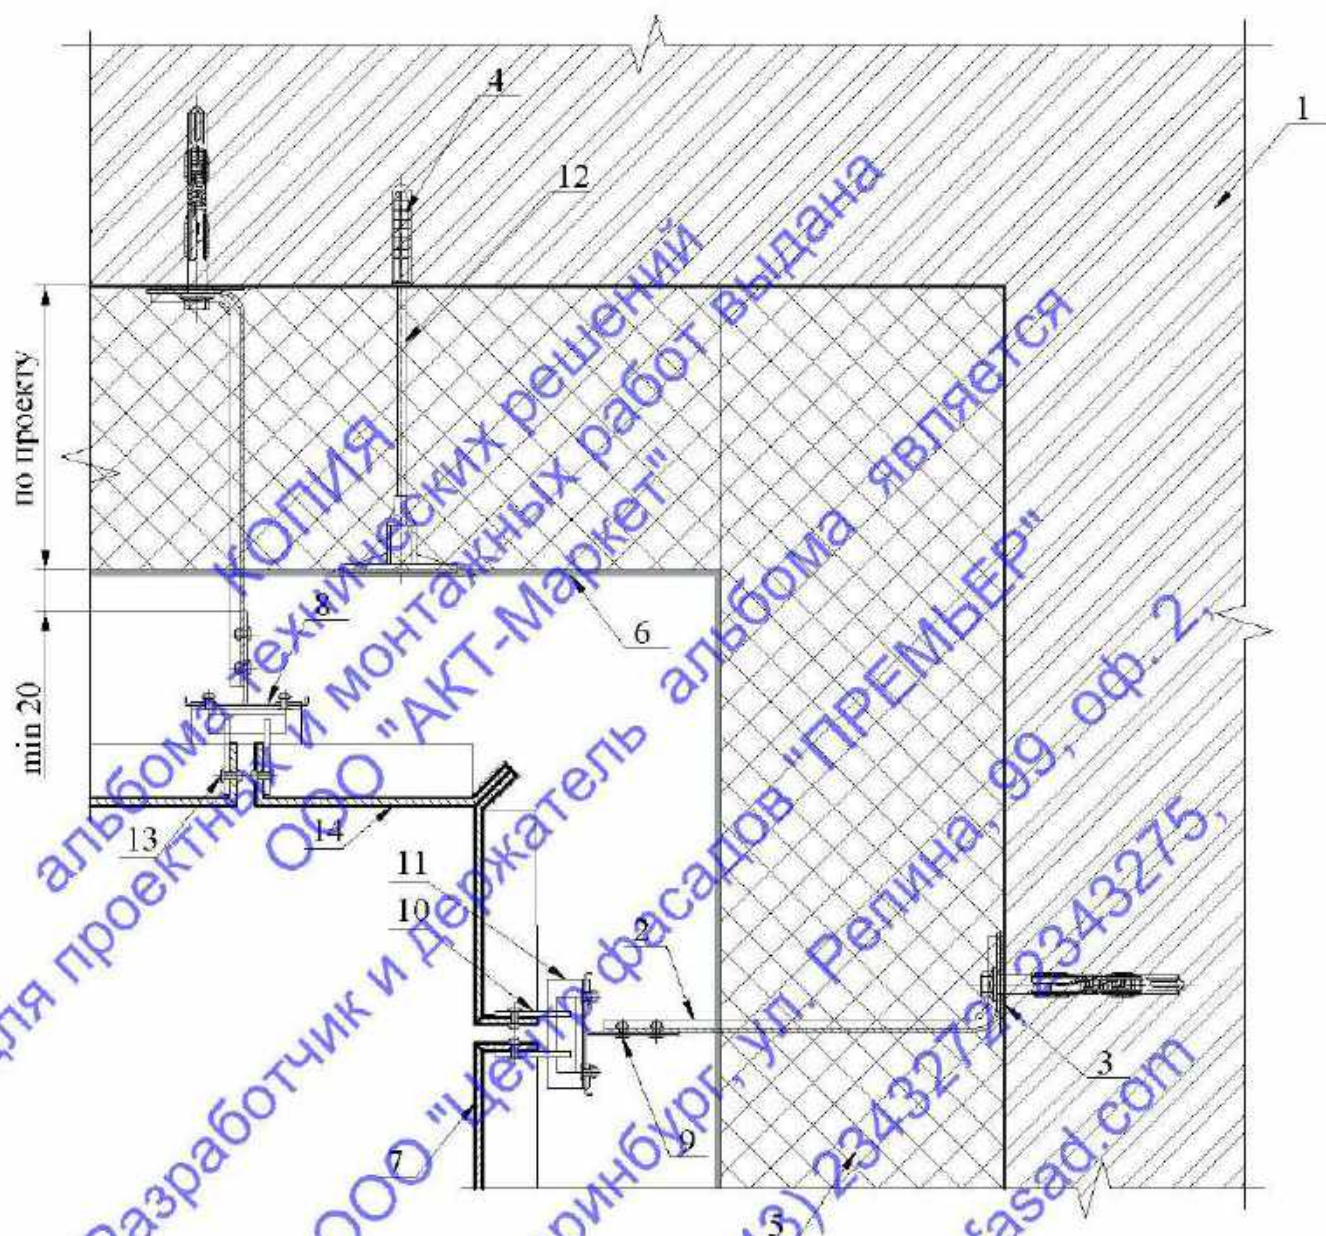 4
1
12
по проекту
8
6
min 20
13
14
11
10
2
3
7
9
5
КОПИЯ
альбома технических решений
для проектных и монтажных работ выдана
ООО "АКТ-Маркет"
Разработчик и держатель альбома является
ООО "Центр фасадов "ПРЕМЬЕР"
ул. Репина, 99, оф. 2,
2343272, 2343275,
fasad.com